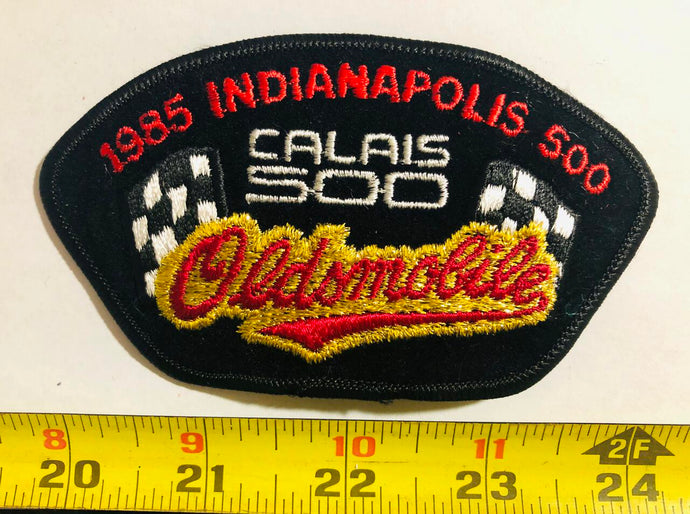 1985 INDIANAPOLIS 500
CALAIS
500
Oldsmobile
8 9 10 11 2F
20 21 22 23 24